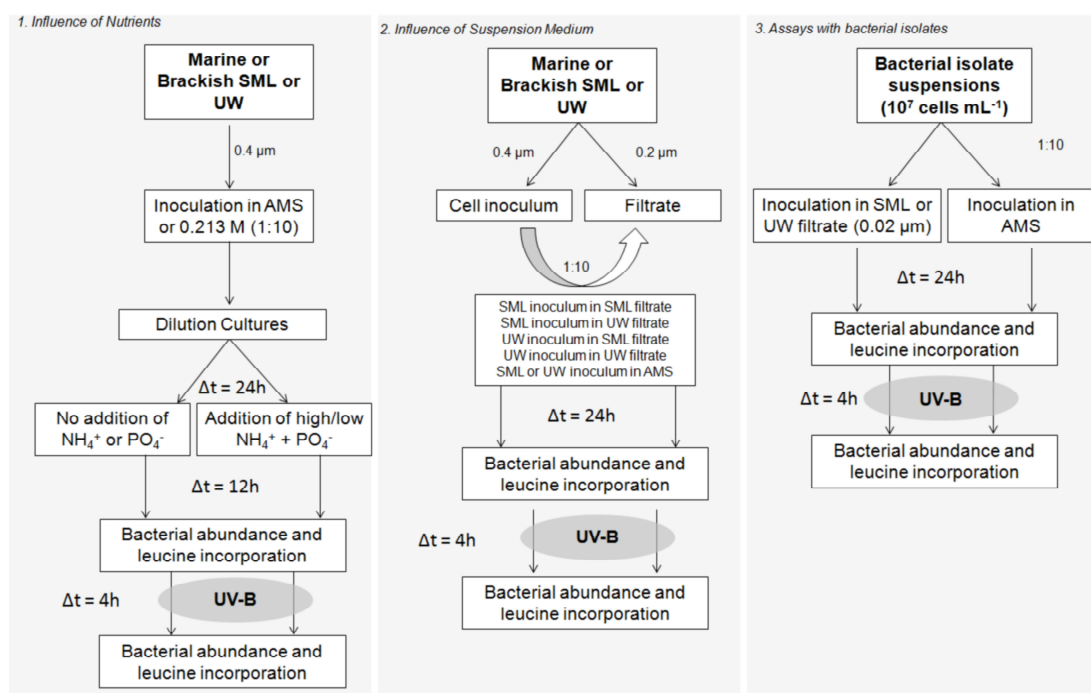 1. Influence of Nutrients
Marine or
Brackish SML or
UW
0.4 µm
Inoculation in AMS
or 0.213 M (1:10)
Dilution Cultures
Δt = 24h
No addition of
NH₄⁺ or PO₄⁻
Addition of high/low
NH₄⁺ + PO₄⁻
Δt = 12h
Bacterial abundance and
leucine incorporation
Δt = 4h
UV-B
Bacterial abundance and
leucine incorporation
2. Influence of Suspension Medium
Marine or
Brackish SML or
UW
0.4 µm
0.2 µm
Cell inoculum
Filtrate
1:10
SML inoculum in SML filtrate
SML inoculum in UW filtrate
UW inoculum in SML filtrate
UW inoculum in UW filtrate
SML or UW inoculum in AMS
Δt = 24h
Bacterial abundance and
leucine incorporation
Δt = 4h
UV-B
Bacterial abundance and
leucine incorporation
3. Assays with bacterial isolates
Bacterial isolate
suspensions
(10⁷ cells mL⁻¹)
1:10
Inoculation in SML or
UW filtrate (0.02 µm)
Inoculation in
AMS
Δt = 24h
Bacterial abundance and
leucine incorporation
Δt = 4h
UV-B
Bacterial abundance and
leucine incorporation